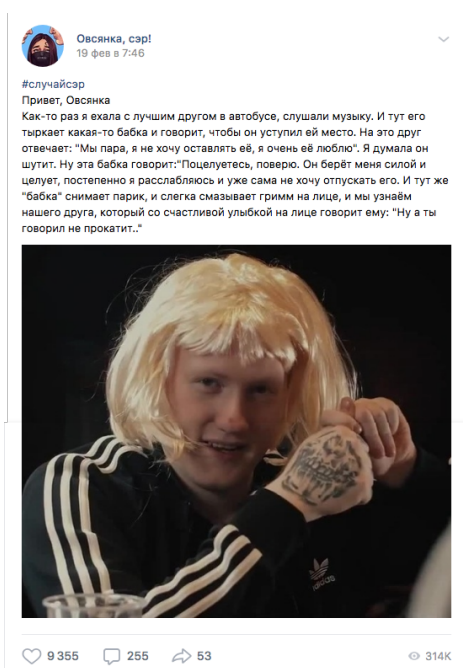 Овсянка, сэр!
19 фев в 7:46
#случайсэр
Привет, Овсянка
Как-то раз я ехала с лучшим другом в автобусе, слушали музыку. И тут его
тыркает какая-то бабка и говорит, чтобы он уступил ей место. На это друг
отвечает: "Мы пара, я не хочу оставлять её, я очень её люблю". Я думала он
шутит. Ну эта бабка говорит:"Поцелуетесь, поверю. Он берёт меня силой и
целует, постепенно я расслабляюсь и уже сама не хочу отпускать его. И тут же
"бабка" снимает парик, и слегка смазывает гримм на лице, и мы узнаём
нашего друга, который со счастливой улыбкой на лице говорит ему: "Ну а ты
говорил не прокатит.."
adidas
9 355
255
53
314K